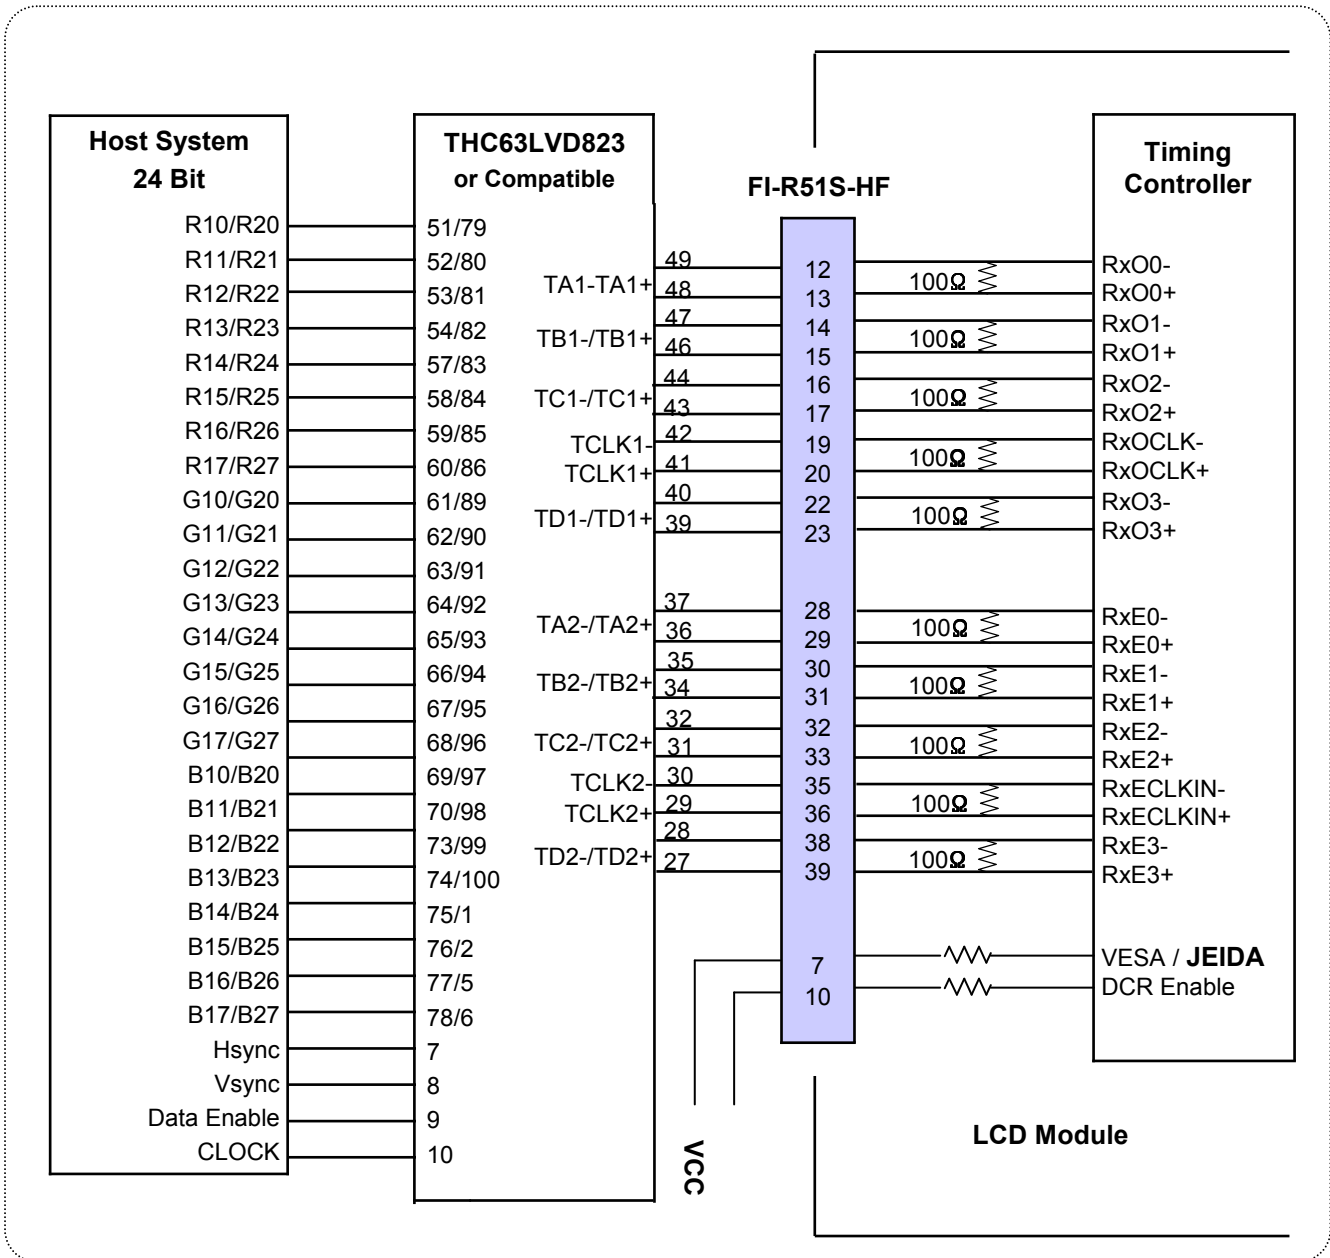 Host System
24 Bit
R10/R20
R11/R21
R12/R22
R13/R23
R14/R24
R15/R25
R16/R26
R17/R27
G10/G20
G11/G21
G12/G22
G13/G23
G14/G24
G15/G25
G16/G26
G17/G27
B10/B20
B11/B21
B12/B22
B13/B23
B14/B24
B15/B25
B16/B26
B17/B27
Hsync
Vsync
Data Enable
CLOCK
THC63LVD823
or Compatible
51/79
52/80
53/81
54/82
57/83
58/84
59/85
60/86
61/89
62/90
63/91
64/92
65/93
66/94
67/95
68/96
69/97
70/98
73/99
74/100
75/1
76/2
77/5
78/6
7
8
9
10
TA1-TA1+
TB1-/TB1+
TC1-/TC1+
TCLK1-
TCLK1+
TD1-/TD1+
TA2-/TA2+
TB2-/TB2+
TC2-/TC2+
TCLK2-
TCLK2+
TD2-/TD2+
49
48
47
46
44
43
42
41
40
39
37
36
35
34
32
31
30
29
28
27
FI-R51S-HF
12
13
14
15
16
17
19
20
22
23
28
29
30
31
32
33
35
36
38
39
7
10
VCC
100Ω
100Ω
100Ω
100Ω
100Ω
100Ω
100Ω
100Ω
100Ω
100Ω
Timing
Controller
RxO0-
RxO0+
RxO1-
RxO1+
RxO2-
RxO2+
RxOCLK-
RxOCLK+
RxO3-
RxO3+
RxE0-
RxE0+
RxE1-
RxE1+
RxE2-
RxE2+
RxECLKIN-
RxECLKIN+
RxE3-
RxE3+
VESA / JEIDA
DCR Enable
LCD Module